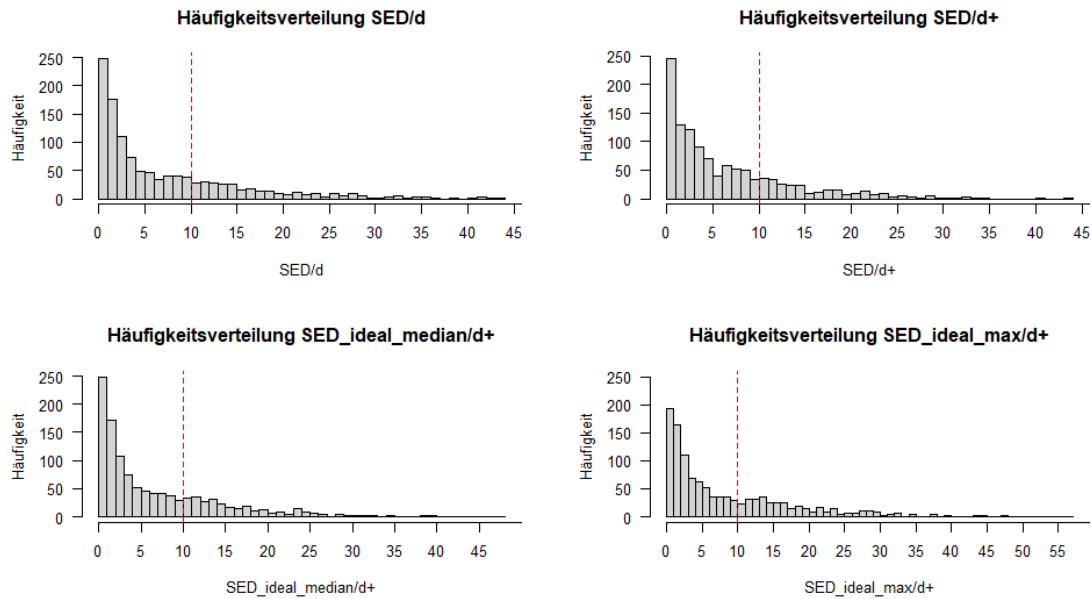 Häufigkeitsverteilung SED/d
Häufigkeit
250
200
150
100
50
0
0 5 10 15 20 25 30 35 40 45
SED/d
Häufigkeitsverteilung SED/d+
Häufigkeit
250
200
150
100
50
0
0 5 10 15 20 25 30 35 40 45
SED/d+
Häufigkeitsverteilung SED_ideal_median/d+
Häufigkeit
250
200
150
100
50
0
0 5 10 15 20 25 30 35 40 45
SED_ideal_median/d+
Häufigkeitsverteilung SED_ideal_max/d+
Häufigkeit
250
200
150
100
50
0
0 5 10 15 20 25 30 35 40 45 50 55
SED_ideal_max/d+